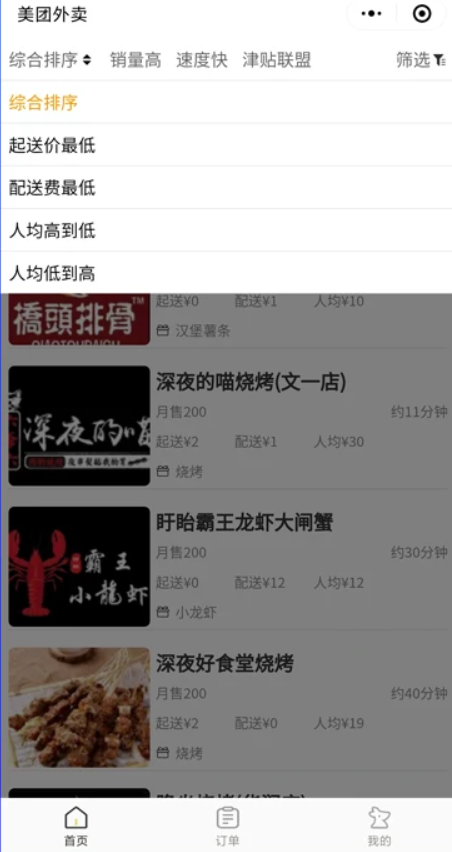 美团外卖
综合排序 销量高 速度快 津贴联盟 筛选
综合排序
起送价最低
配送费最低
人均高到低
人均低到高
橋頭排骨™
起送¥0 配送¥1 人均¥10
汉堡薯条
深夜的喵烧烤(文一店)
深夜的喵
月售200 约11分钟
起送¥2 配送¥1 人均¥30
烧烤
盱眙霸王龙虾大闸蟹
霸王
小龍虾
月售200 约30分钟
起送¥0 配送¥12 人均¥12
小龙虾
深夜好食堂烧烤
月售200 约40分钟
起送¥2 配送¥0 人均¥19
烧烤
首页 订单 我的